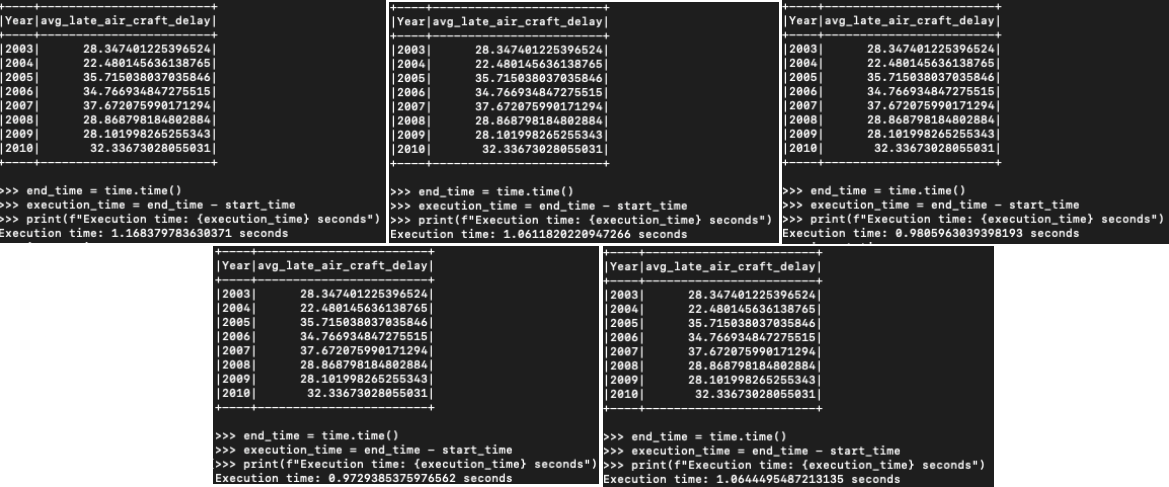 +----+------------------------+
|Year|avg_late_air_craft_delay|
+----+------------------------+
|2003|      28.347401225396524|
|2004|      22.480145636138765|
|2005|      35.715038037035846|
|2006|      34.766934847275515|
|2007|      37.672075990171294|
|2008|      28.868798184802884|
|2009|      28.101998265255343|
|2010|       32.33673028055031|
+----+------------------------+
>>> end_time = time.time()
>>> execution_time = end_time - start_time
>>> print(f"Execution time: {execution_time} seconds")
Execution time: 1.168379783630371 seconds
+----+------------------------+
|Year|avg_late_air_craft_delay|
+----+------------------------+
|2003|      28.347401225396524|
|2004|      22.480145636138765|
|2005|      35.715038037035846|
|2006|      34.766934847275515|
|2007|      37.672075990171294|
|2008|      28.868798184802884|
|2009|      28.101998265255343|
|2010|       32.33673028055031|
+----+------------------------+
>>> end_time = time.time()
>>> execution_time = end_time - start_time
>>> print(f"Execution time: {execution_time} seconds")
Execution time: 1.0611820220947266 seconds
+----+------------------------+
|Year|avg_late_air_craft_delay|
+----+------------------------+
|2003|      28.347401225396524|
|2004|      22.480145636138765|
|2005|      35.715038037035846|
|2006|      34.766934847275515|
|2007|      37.672075990171294|
|2008|      28.868798184802884|
|2009|      28.101998265255343|
|2010|       32.33673028055031|
+----+------------------------+
>>> end_time = time.time()
>>> execution_time = end_time - start_time
>>> print(f"Execution time: {execution_time} seconds")
Execution time: 0.9805963039398193 seconds
+----+------------------------+
|Year|avg_late_air_craft_delay|
+----+------------------------+
|2003|      28.347401225396524|
|2004|      22.480145636138765|
|2005|      35.715038037035846|
|2006|      34.766934847275515|
|2007|      37.672075990171294|
|2008|      28.868798184802884|
|2009|      28.101998265255343|
|2010|       32.33673028055031|
+----+------------------------+
>>> end_time = time.time()
>>> execution_time = end_time - start_time
>>> print(f"Execution time: {execution_time} seconds")
Execution time: 0.9729385375976562 seconds
+----+------------------------+
|Year|avg_late_air_craft_delay|
+----+------------------------+
|2003|      28.347401225396524|
|2004|      22.480145636138765|
|2005|      35.715038037035846|
|2006|      34.766934847275515|
|2007|      37.672075990171294|
|2008|      28.868798184802884|
|2009|      28.101998265255343|
|2010|       32.33673028055031|
+----+------------------------+
>>> end_time = time.time()
>>> execution_time = end_time - start_time
>>> print(f"Execution time: {execution_time} seconds")
Execution time: 1.0644495487213135 seconds